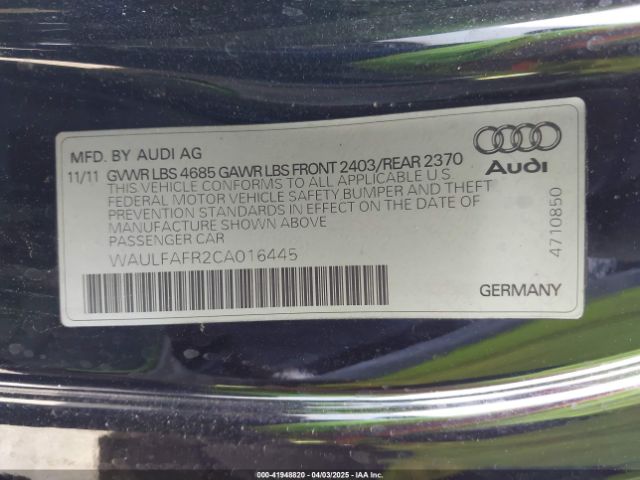 MFD. BY AUDI AG
11/11 GVWR LBS 4685 GAWR LBS FRONT 2403/REAR 2370
THIS VEHICLE CONFORMS TO ALL APPLICABLE U.S.
FEDERAL MOTOR VEHICLE SAFETY BUMPER AND THEFT
PREVENTION STANDARDS IN EFFECT ON THE DATE OF
MANUFACTURE SHOWN ABOVE
PASSENGER CAR
WAULFAFR2CA016445
Audi
4710850
GERMANY
000-41948820 - 04/03/2025 - IAA Inc.